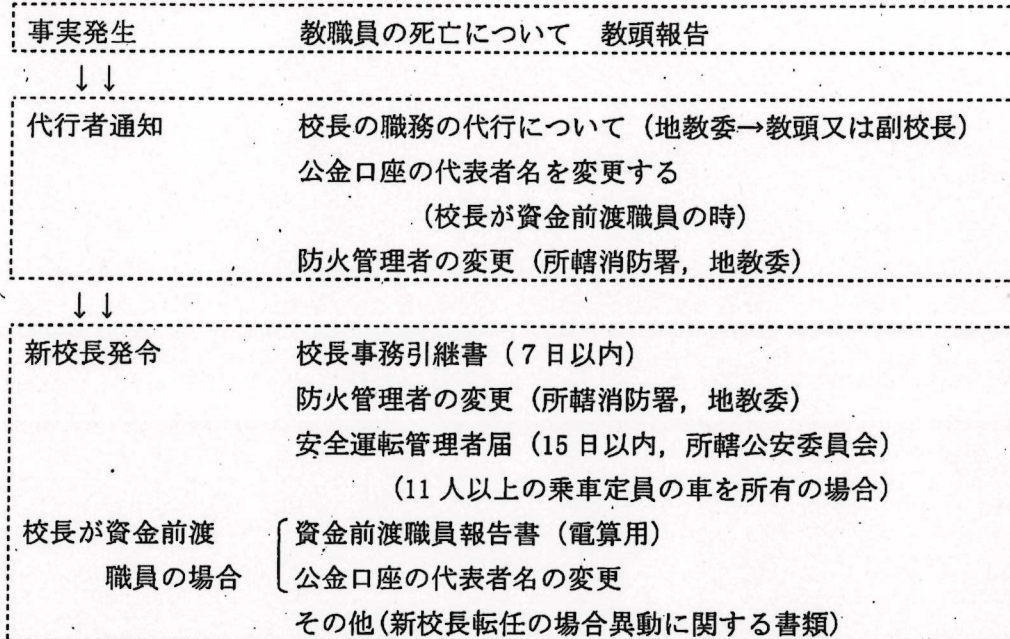 事実発生　教職員の死亡について　教頭報告
↓↓
代行者通知　校長の職務の代行について（地教委→教頭又は副校長）
公金口座の代表者名を変更する
（校長が資金前渡職員の時）
防火管理者の変更（所轄消防署，地教委）
↓↓
新校長発令　校長事務引継書（７日以内）
防火管理者の変更（所轄消防署，地教委）
安全運転管理者届（15日以内，所轄公安委員会）
（11人以上の乗車定員の車を所有の場合）
校長が資金前渡　資金前渡職員報告書（電算用）
職員の場合　公金口座の代表者名の変更
その他（新校長転任の場合異動に関する書類）